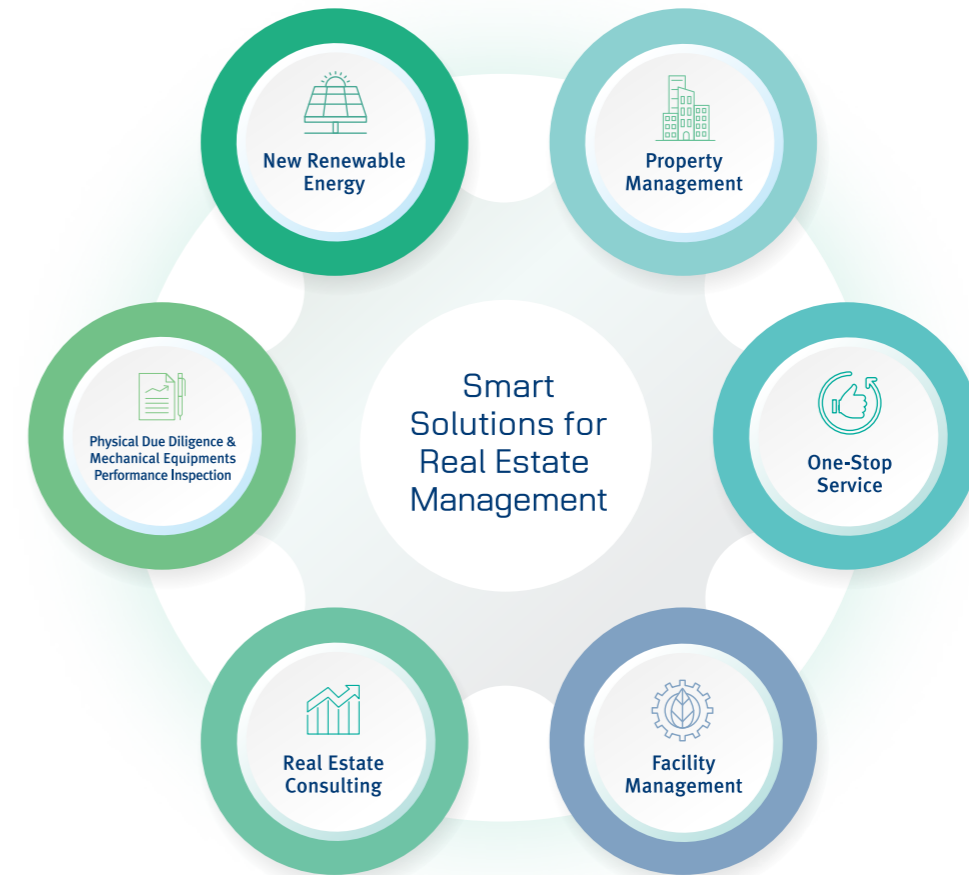 New Renewable
Energy
Property
Management
Physical Due Diligence &
Mechanical Equipments
Performance Inspection
Smart
Solutions for
Real Estate
Management
One-Stop
Service
Real Estate
Consulting
Facility
Management